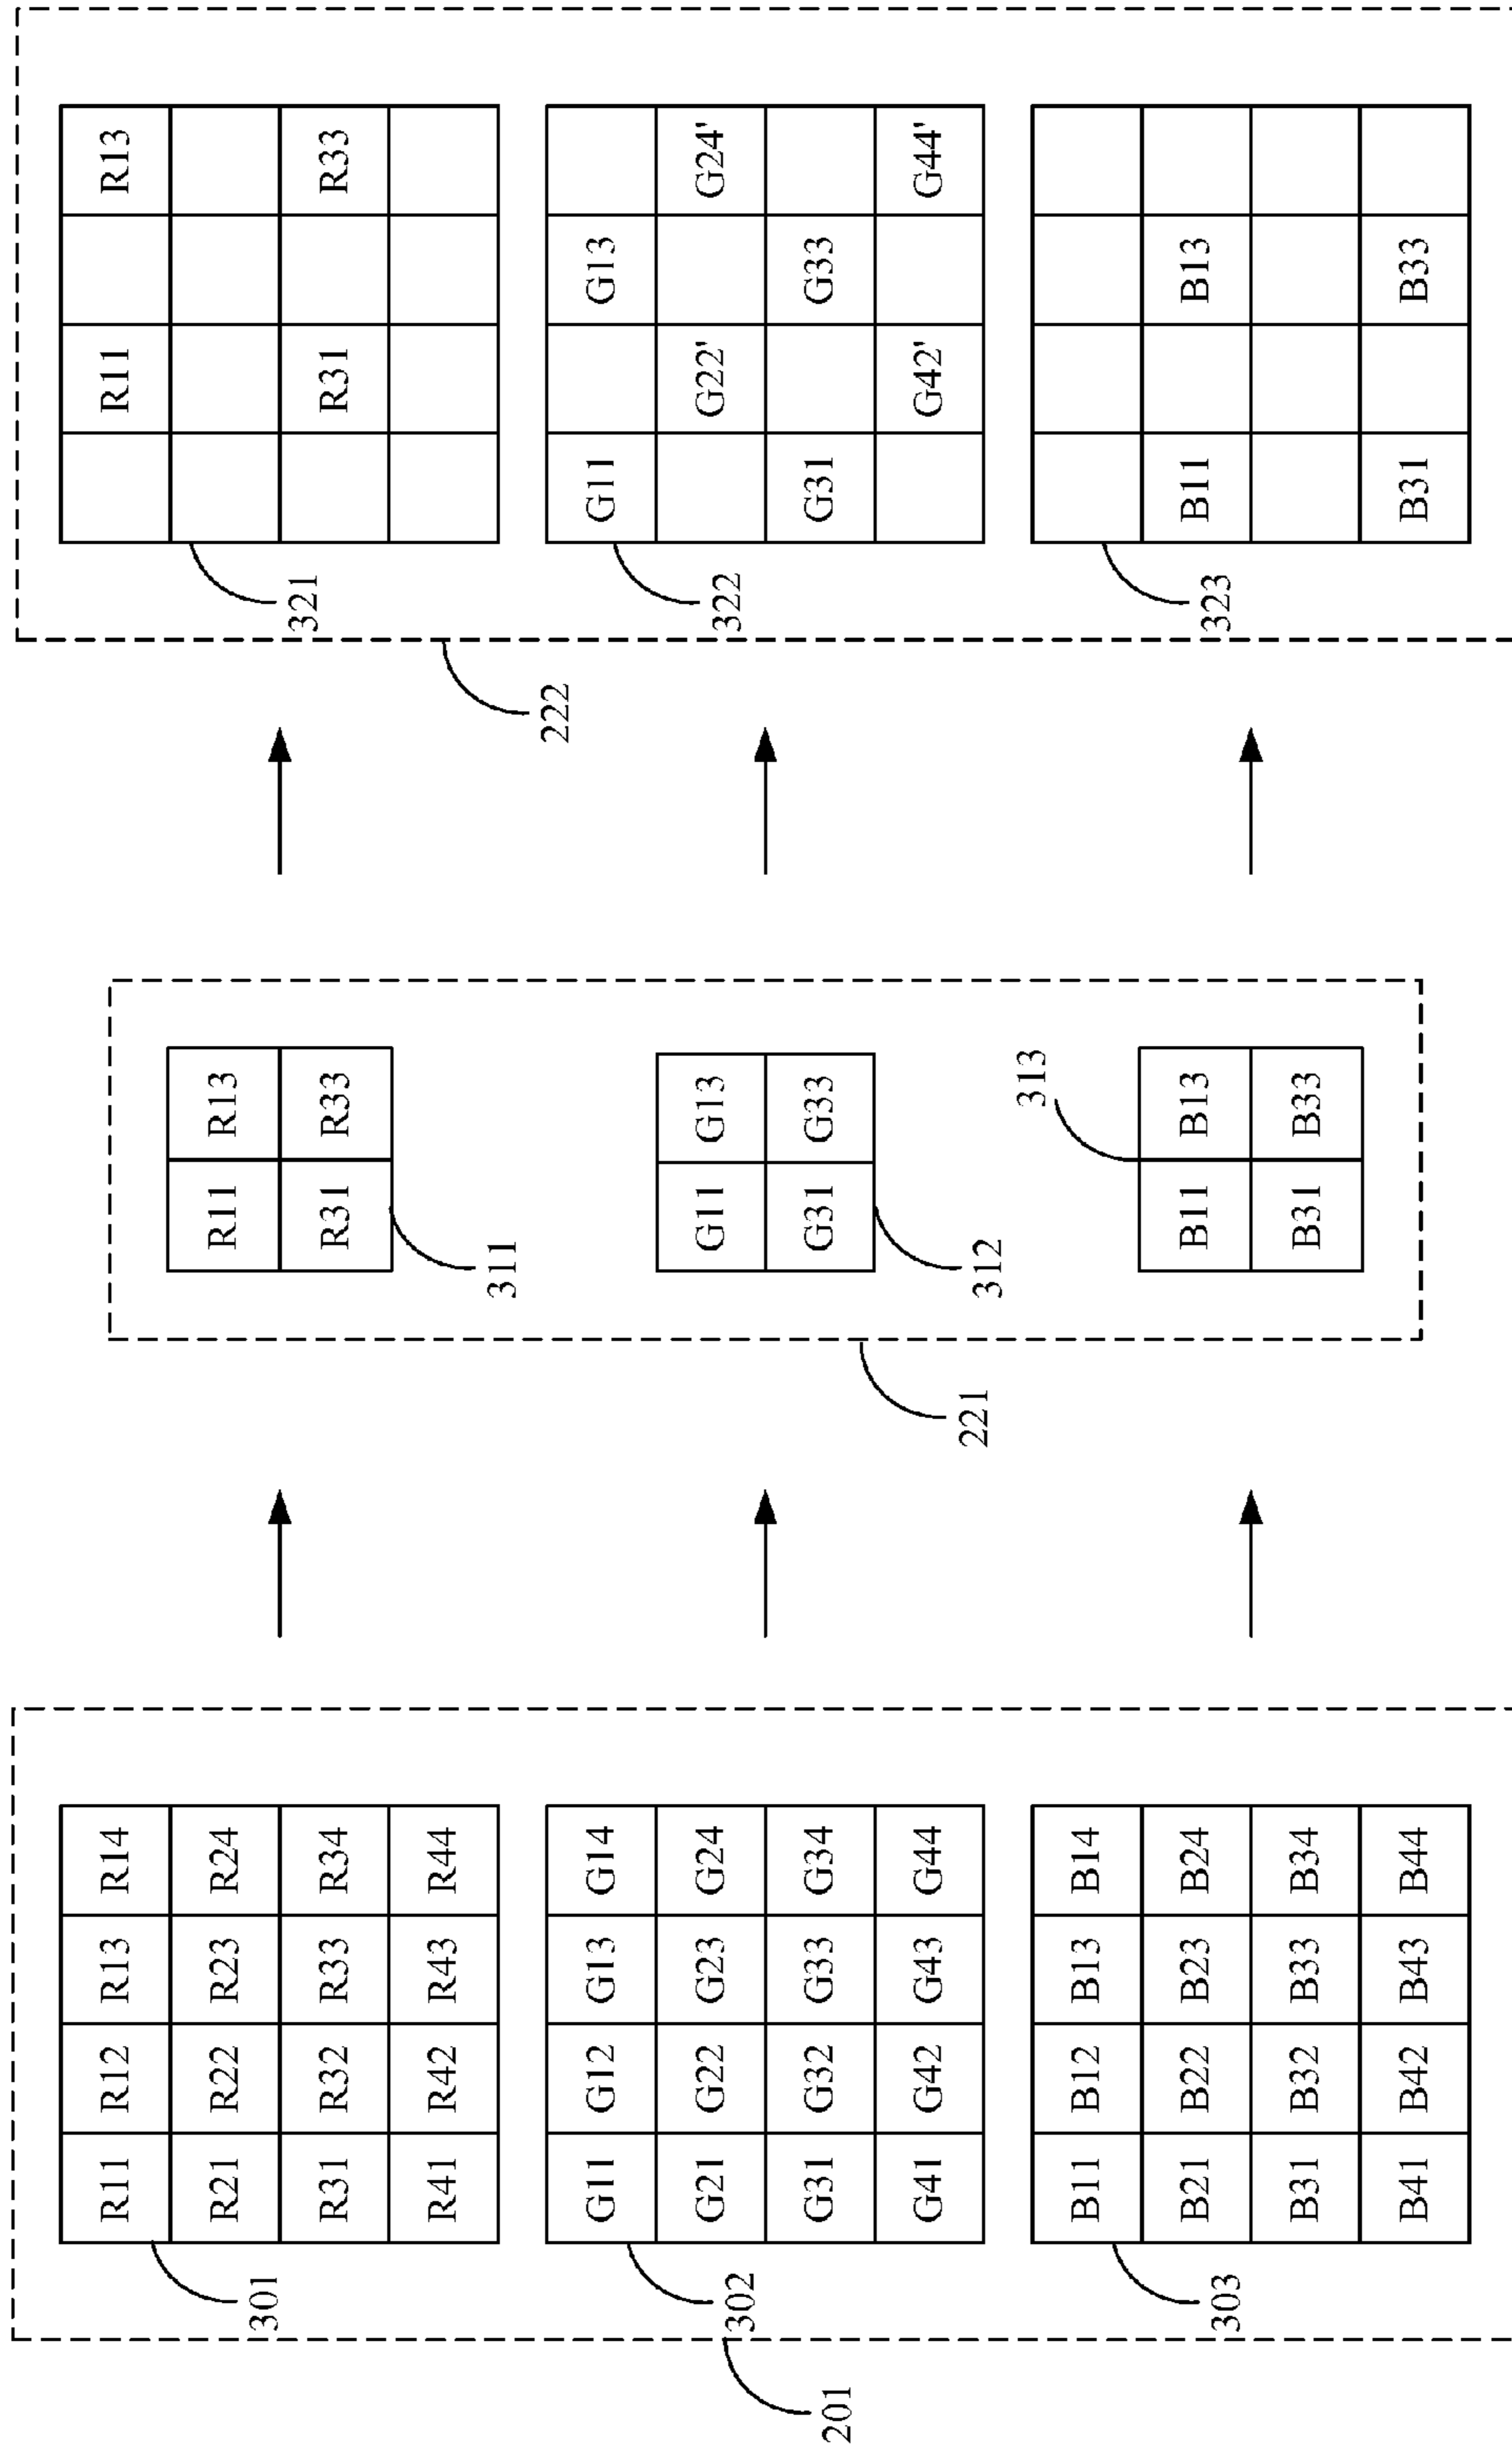 R11 R12 R13 R14
R21 R22 R23 R24
R31 R32 R33 R34
R41 R42 R43 R44
301
G11 G12 G13 G14
G21 G22 G23 G24
G31 G32 G33 G34
G41 G42 G43 G44
302
B11 B12 B13 B14
B21 B22 B23 B24
B31 B32 B33 B34
B41 B42 B43 B44
303
201
R11 R13
R31 R33
311
G11 G13
G31 G33
312
B11 B13
B31 B33
313
221
R11 R13
R31 R33
321
G11 G13
G22' G24'
G31 G33
G42' G44'
322
B11 B13
B31 B33
323
222